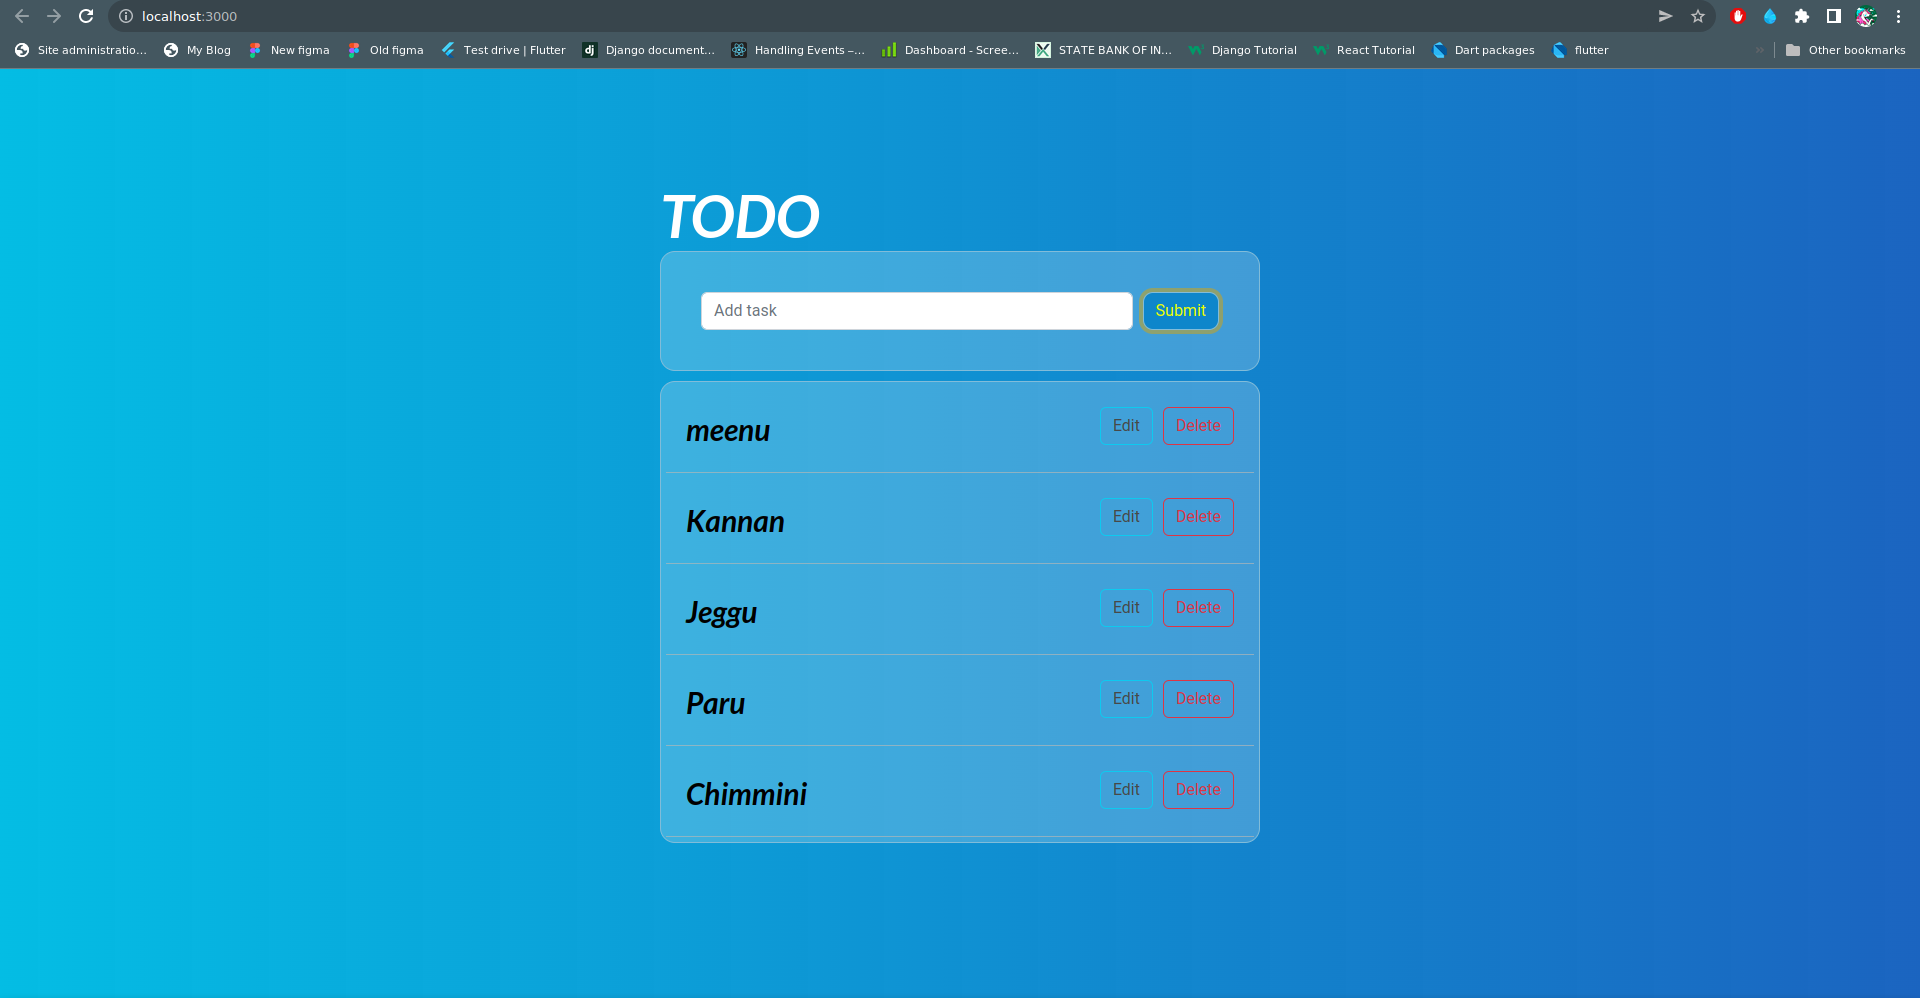 localhost:3000
Site administratio... My Blog New figma Old figma Test drive | Flutter Django document... Handling Events –... Dashboard - Scree... STATE BANK OF IN... Django Tutorial React Tutorial Dart packages flutter » Other bookmarks
TODO
Add task Submit
meenu Edit Delete
Kannan Edit Delete
Jeggu Edit Delete
Paru Edit Delete
Chimmini Edit Delete